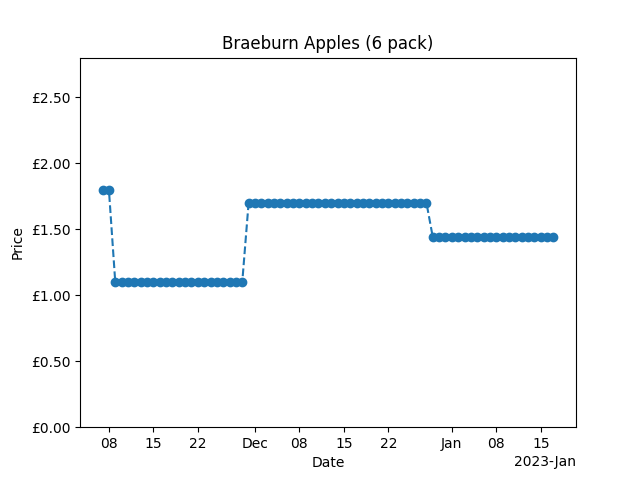 Braeburn Apples (6 pack)
£2.50
£2.00
£1.50
£1.00
£0.50
£0.00
Price
08 15 22 Dec 08 15 22 Jan 08 15
Date
2023-Jan